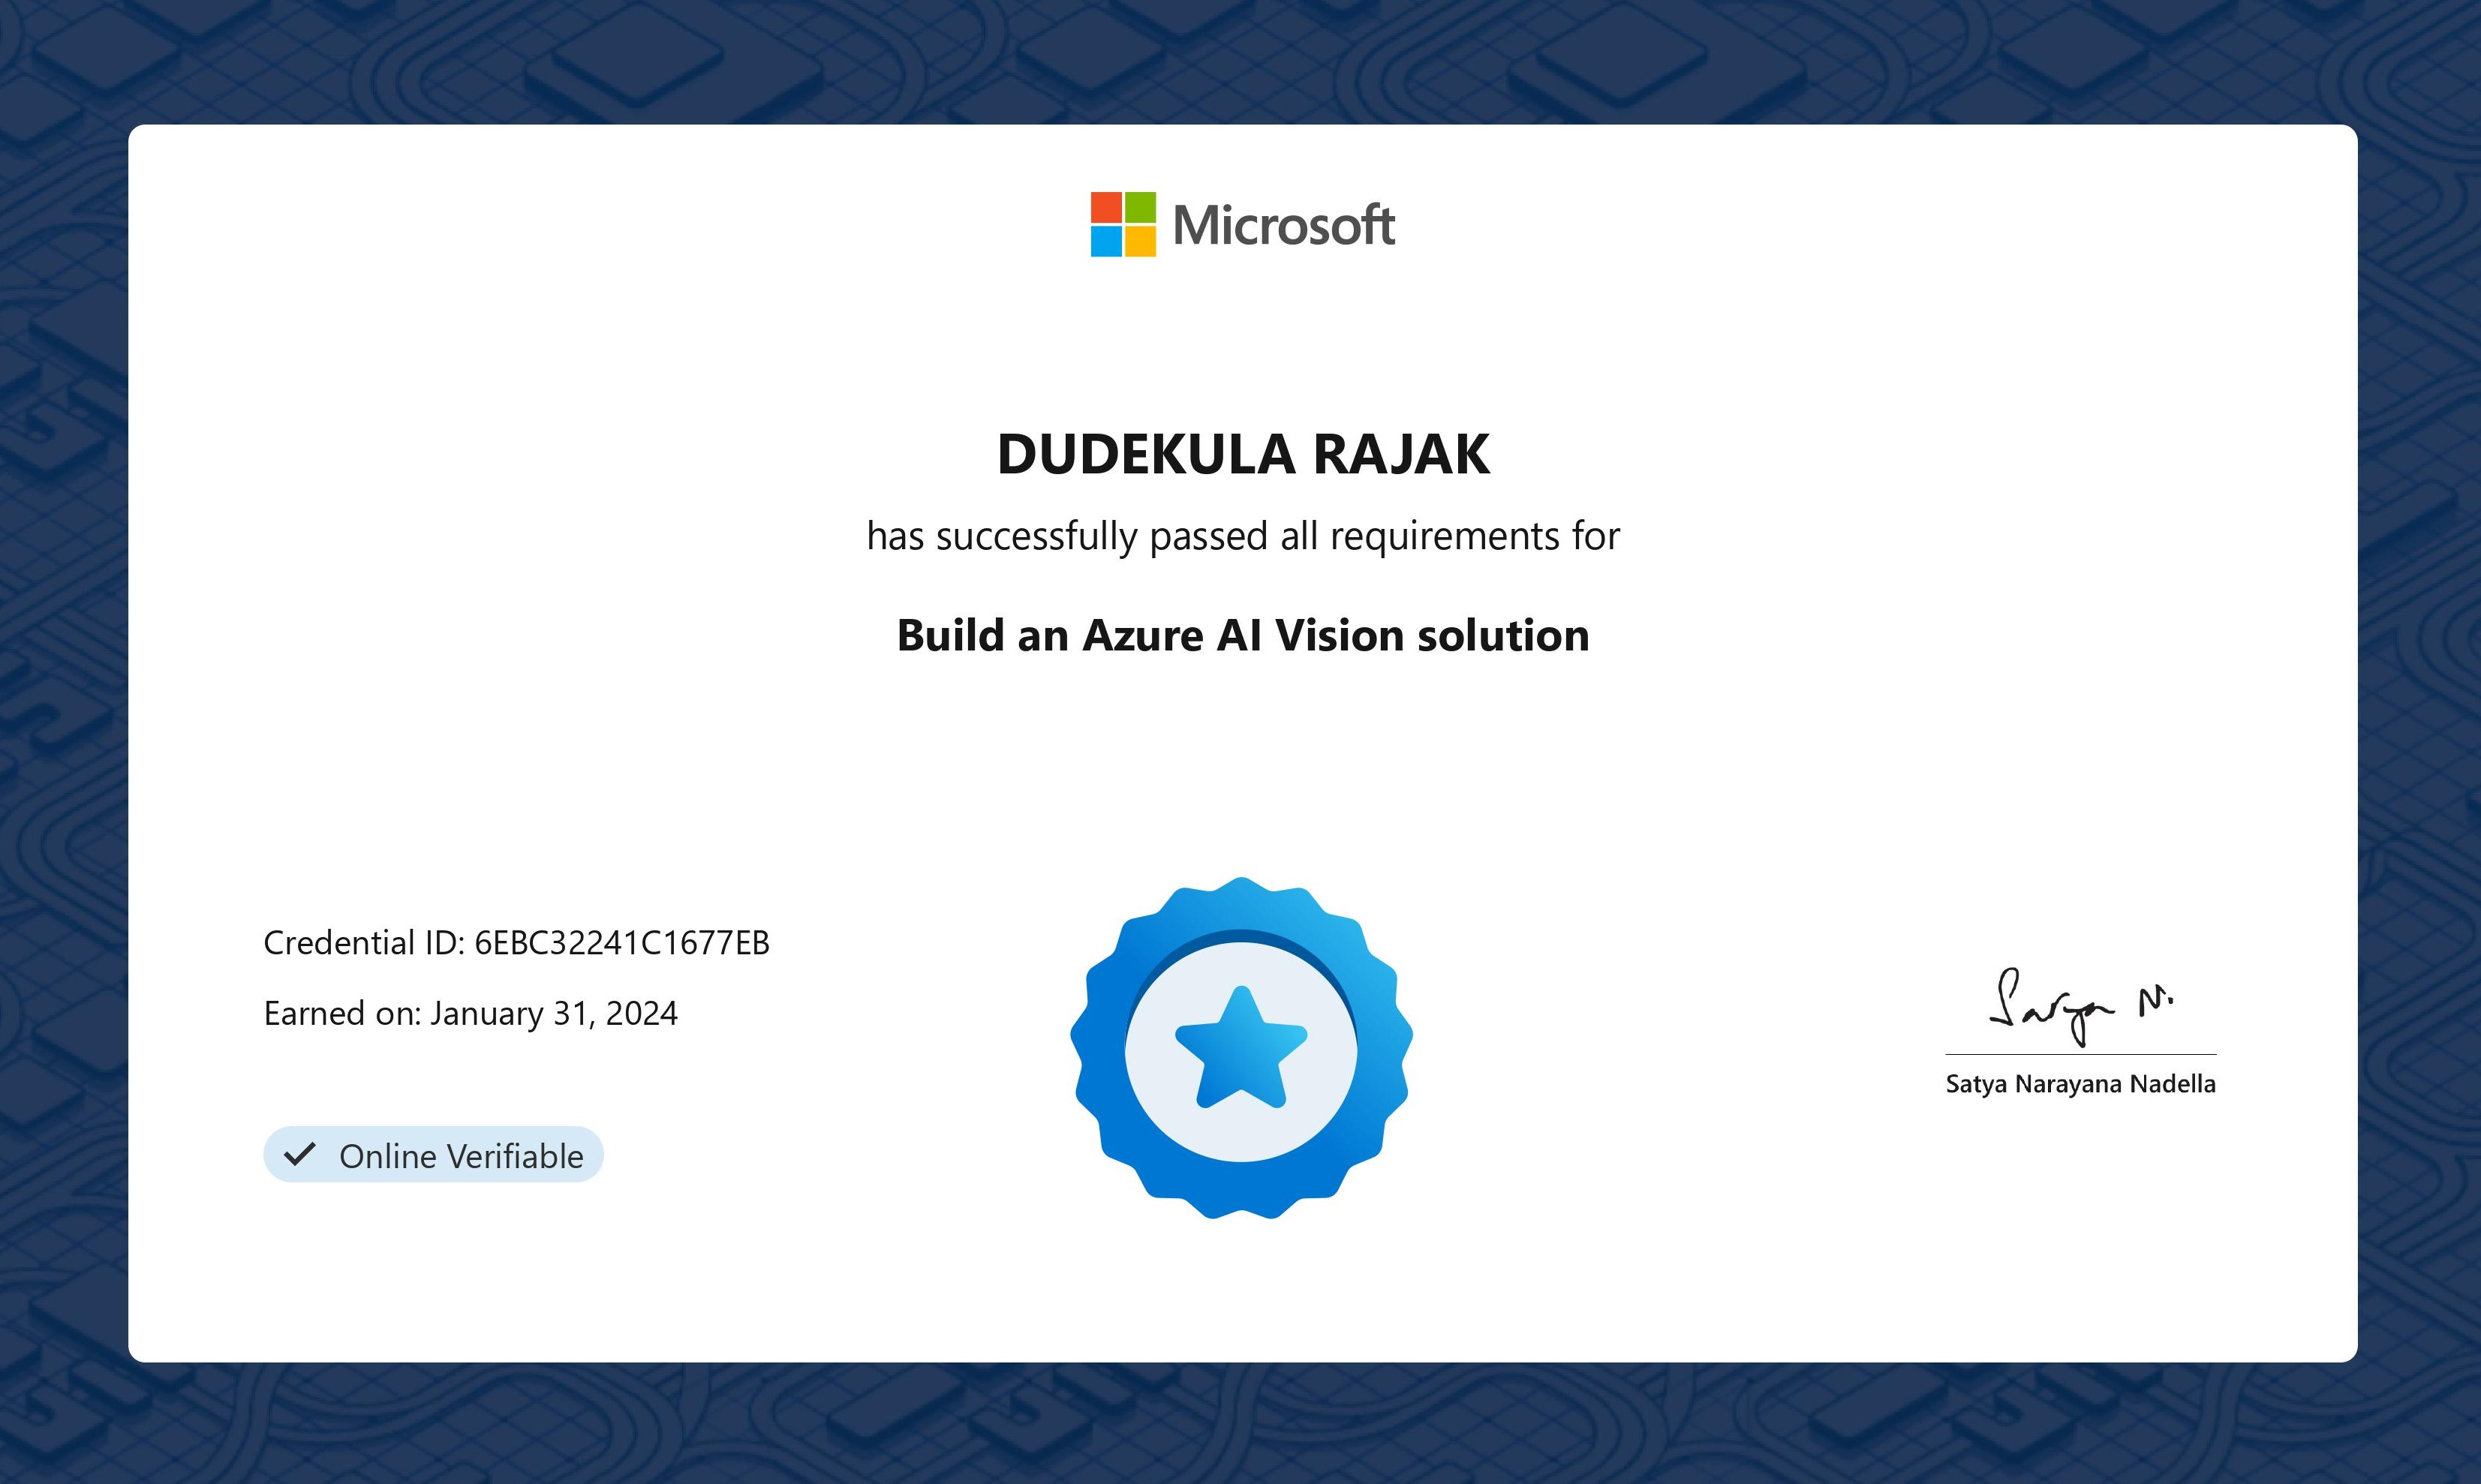 Microsoft
DUDEKULA RAJAK
has successfully passed all requirements for
Build an Azure AI Vision solution
Credential ID: 6EBC32241C1677EB
Earned on: January 31, 2024
Online Verifiable
Satya N.
Satya Narayana Nadella